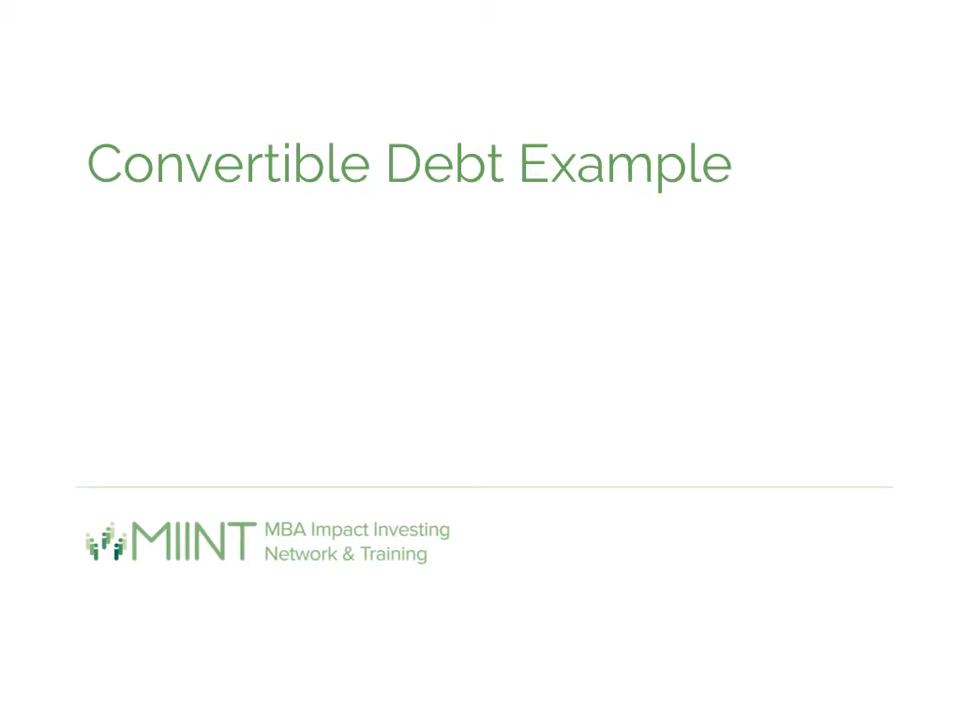 Convertible Debt Example
MIINT
MBA Impact Investing
Network & Training